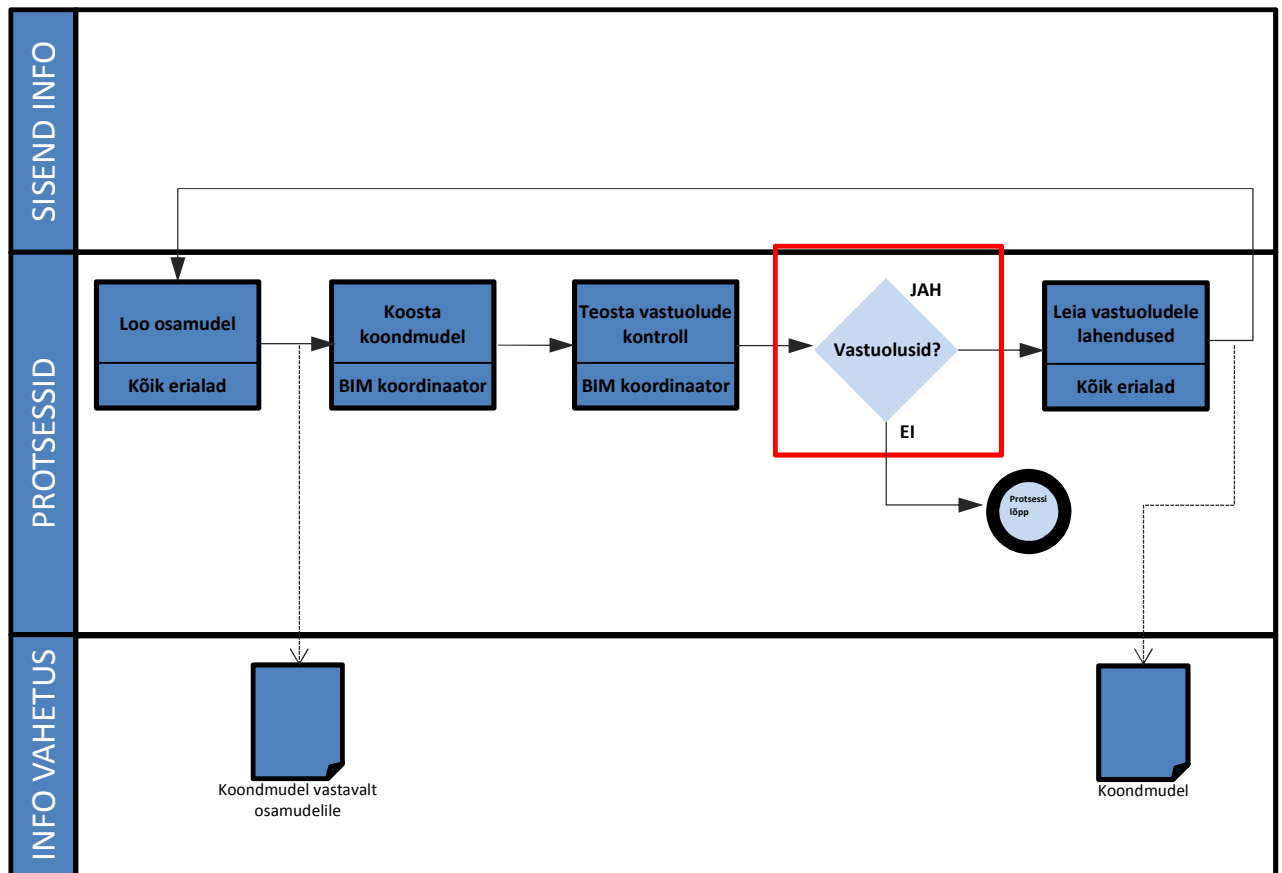 SISEND INFO
PROTSESSID
Loo osamudel
Kõik erialad
Koosta
koondmudel
BIM koordinaator
Teosta vastuolude
kontroll
BIM koordinaator
JAH
Vastuolusid?
EI
Leia vastuoludele
lahendused
Kõik erialad
Protsessi
lõpp
INFO VAHETUS
Koondmudel vastavalt
osamudelile
Koondmudel